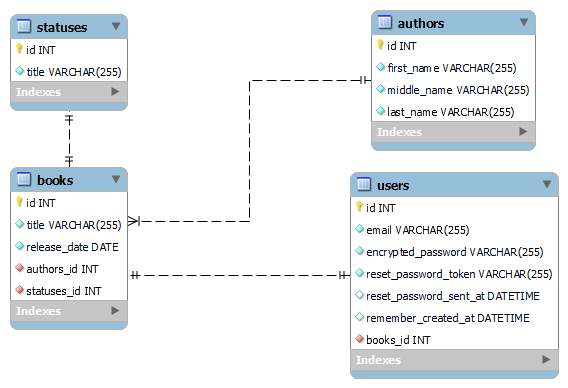 statuses
id INT
title VARCHAR(255)
Indexes
authors
id INT
first_name VARCHAR(255)
middle_name VARCHAR(255)
last_name VARCHAR(255)
Indexes
books
id INT
title VARCHAR(255)
release_date DATE
authors_id INT
statuses_id INT
Indexes
users
id INT
email VARCHAR(255)
encrypted_password VARCHAR(255)
reset_password_token VARCHAR(255)
reset_password_sent_at DATETIME
remember_created_at DATETIME
books_id INT
Indexes